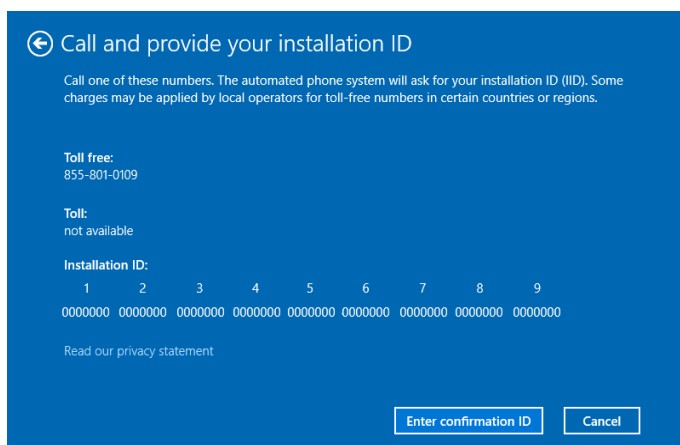 Call and provide your installation ID
Call one of these numbers. The automated phone system will ask for your installation ID (IID). Some
charges may be applied by local operators for toll-free numbers in certain countries or regions.
Toll free:
855-801-0109
Toll:
not available
Installation ID:
1 2 3 4 5 6 7 8 9
0000000 0000000 0000000 0000000 0000000 0000000 0000000 0000000 0000000
Read our privacy statement
Enter confirmation ID Cancel